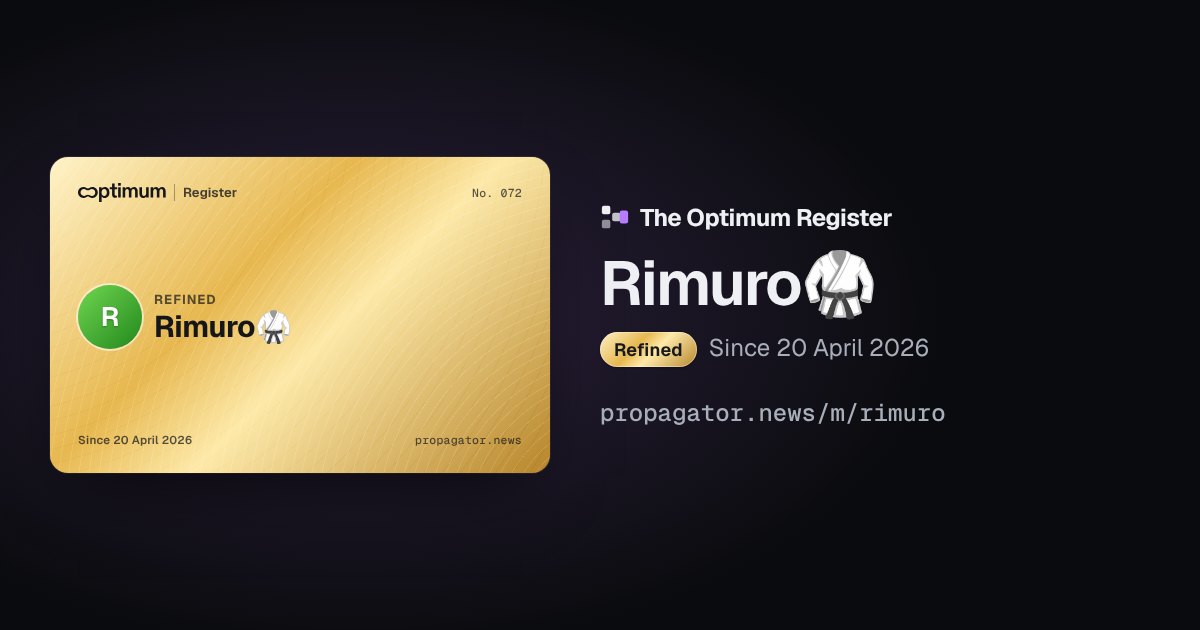 optimum | Register
No. 072
R
REFINED
Rimuro🥋
Since 20 April 2026
propagator.news
The Optimum Register
Rimuro🥋
Refined
Since 20 April 2026
propagator.news/m/rimuro